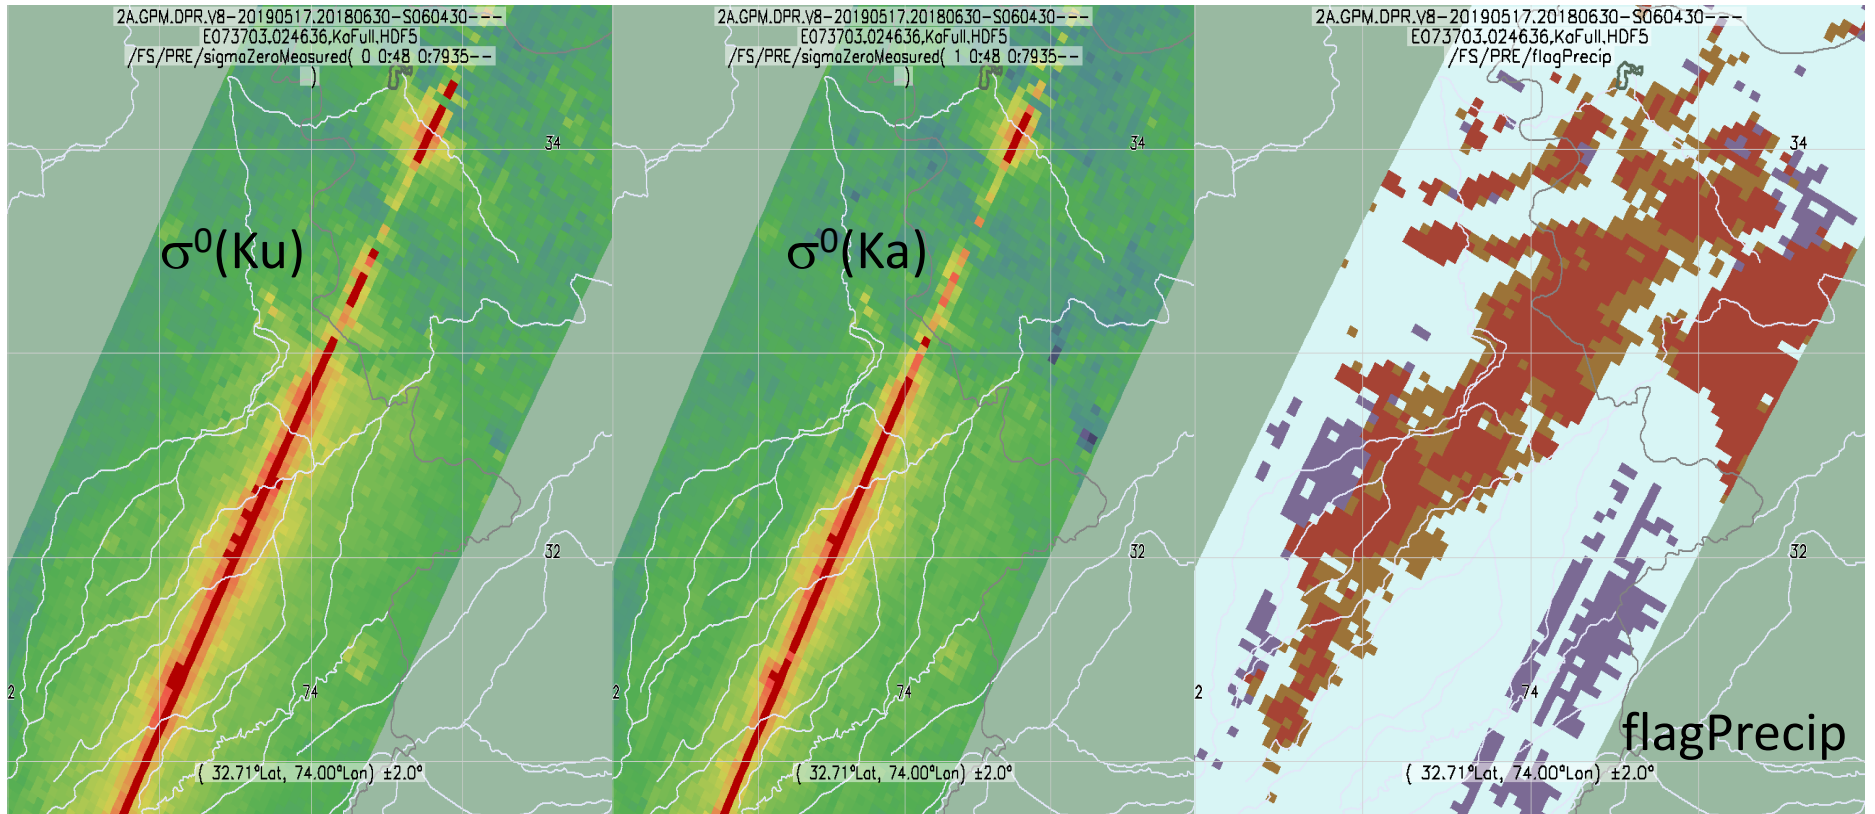 2A.GPM.DPR.V8-20190517.20180630-S060430---
E073703.024636,KaFull.HDF5
/FS/PRE/sigmaZeroMeasured( 0 0:48 0:7935--
)
34
σ⁰(Ku)
32
2
74
( 32.71°Lat, 74.00°Lon) ±2.0°
2A.GPM.DPR.V8-20190517.20180630-S060430---
E073703.024636,KaFull.HDF5
/FS/PRE/sigmaZeroMeasured( 1 0:48 0:7935--
)
34
σ⁰(Ka)
32
2
74
( 32.71°Lat, 74.00°Lon) ±2.0°
2A.GPM.DPR.V8-20190517.20180630-S060430---
E073703.024636,KaFull.HDF5
/FS/PRE/flagPrecip
34
32
2
74
flagPrecip
( 32.71°Lat, 74.00°Lon) ±2.0°